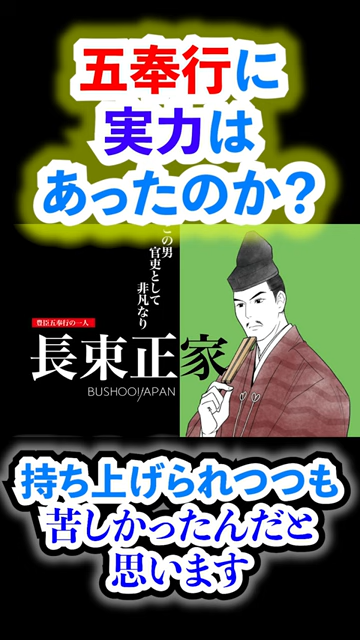 五奉行に
実力は
あったのか?
この男
官吏として
非凡なり
豊臣五奉行の一人
長束正家
BUSHOO!JAPAN
持ち上げられつつも
苦しかったんだと
思います